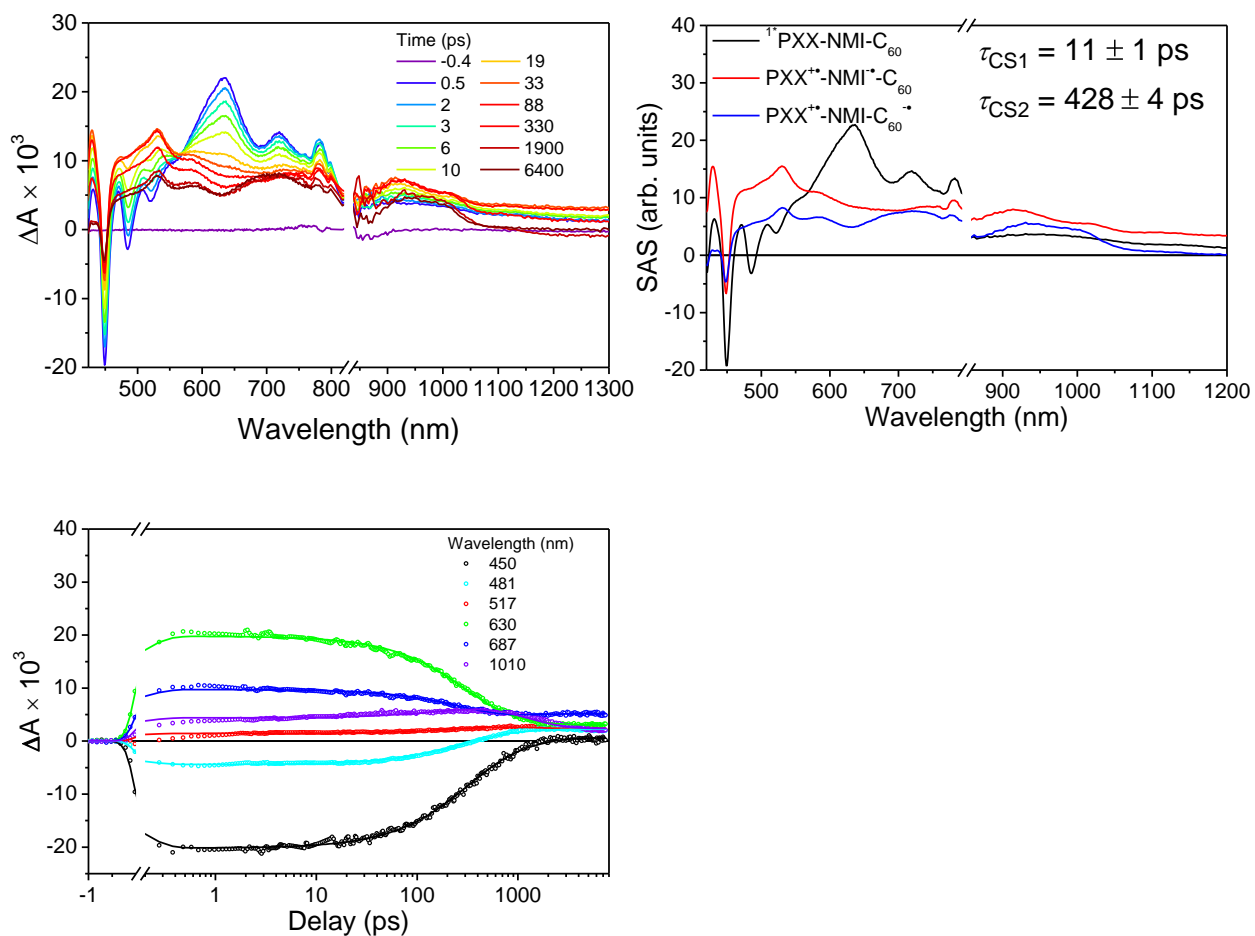 30
20
10
0
-10
-20
ΔA × 10³
Time (ps)
-0.4 19
0.5 33
2 88
3 330
6 1900
10 6400
500 600 700 800 850 900 950 1000 1050 1100 1150 1200 1250 1300
Wavelength (nm)
40
30
20
10
0
-10
-20
SAS (arb. units)
¹*PXX-NMI-C₆₀
PXX⁺•-NMI⁻•-C₆₀
PXX⁺•-NMI-C₆₀⁻•
τCS1 = 11 ± 1 ps
τCS2 = 428 ± 4 ps
500 600 700 900 1000 1100 1200
Wavelength (nm)
40
30
20
10
0
-10
-20
ΔA × 10³
Wavelength (nm)
450
481
517
630
687
1010
-1 1 10 100 1000
Delay (ps)